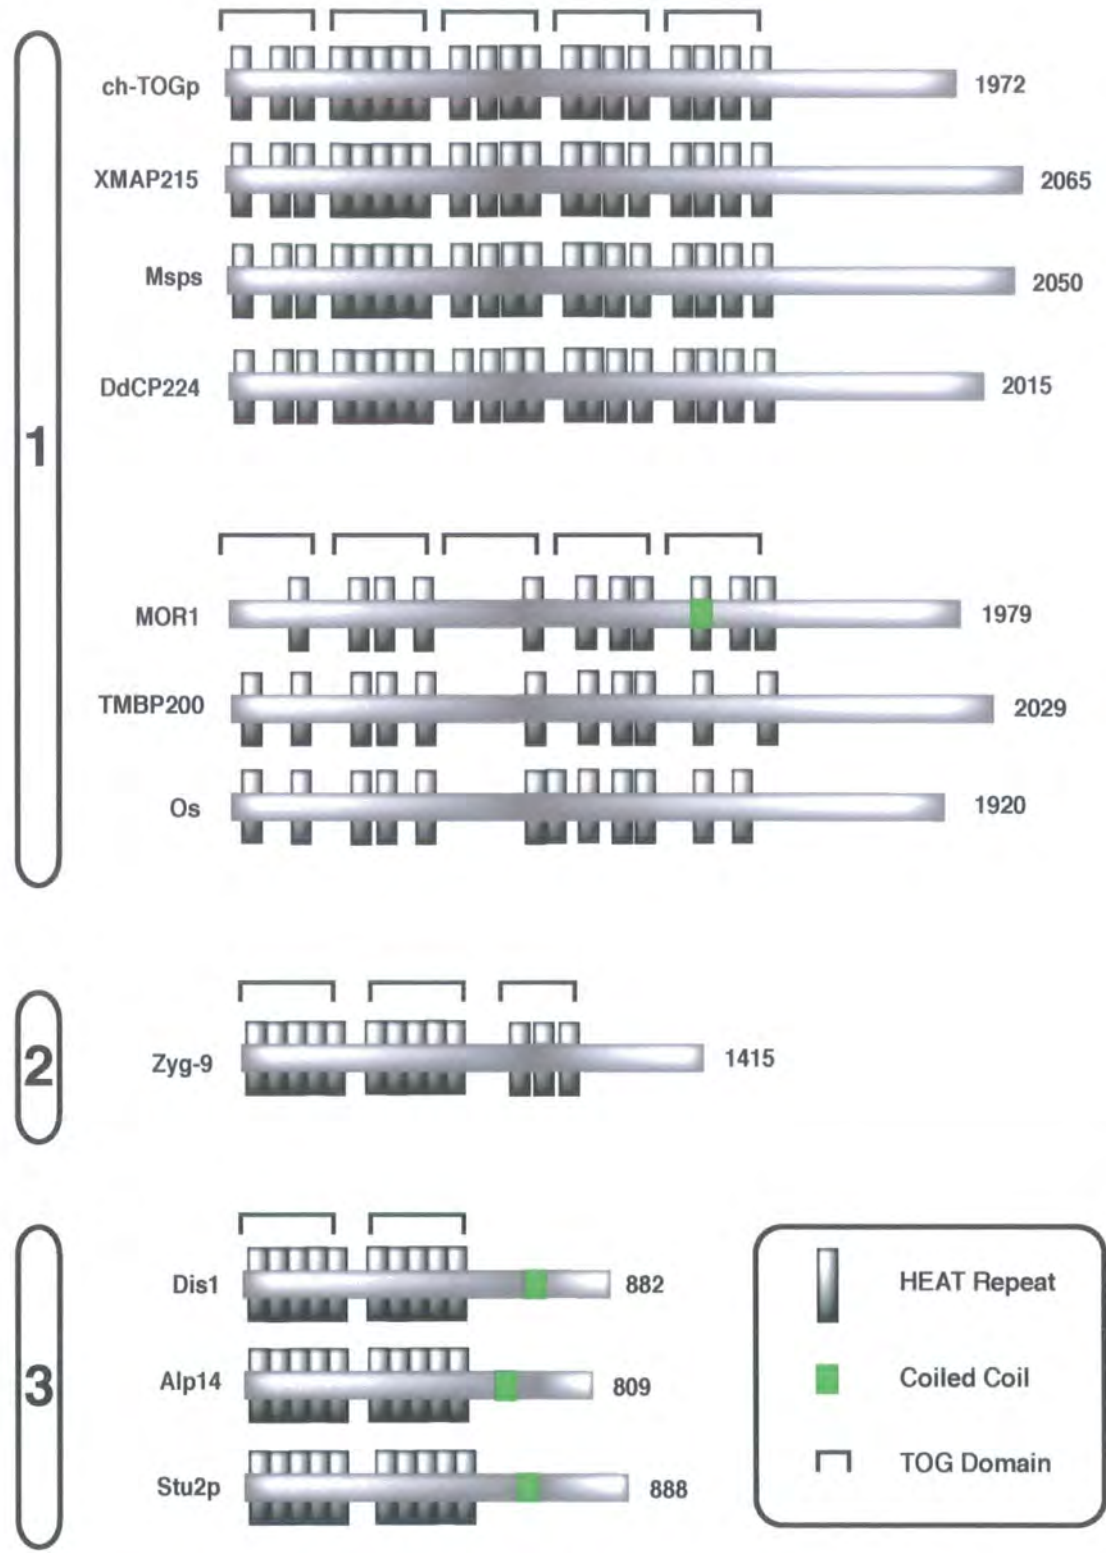 1
ch-TOGp 1972
XMAP215 2065
Msps 2050
DdCP224 2015
MOR1 1979
TMBP200 2029
Os 1920
2
Zyg-9 1415
3
Dis1 882
Alp14 809
Stu2p 888
HEAT Repeat
Coiled Coil
TOG Domain